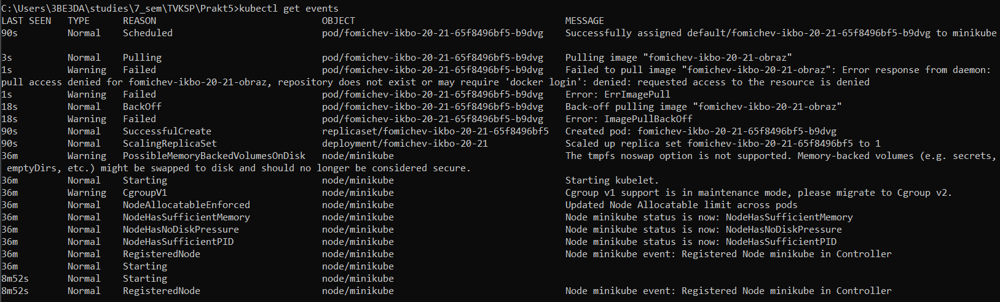 C:\Users\3BE3DA\studies\7_sem\TVKSP\Prakt5>kubectl get events
LAST SEEN   TYPE      REASON                              OBJECT                                MESSAGE
90s         Normal    Scheduled                           pod/fomichev-ikbo-20-21-65f8496bf5-b9dvg    Successfully assigned default/fomichev-ikbo-20-21-65f8496bf5-b9dvg to minikube
3s          Normal    Pulling                             pod/fomichev-ikbo-20-21-65f8496bf5-b9dvg    Pulling image "fomichev-ikbo-20-21-obraz"
1s          Warning   Failed                              pod/fomichev-ikbo-20-21-65f8496bf5-b9dvg    Failed to pull image "fomichev-ikbo-20-21-obraz": Error response from daemon:
pull access denied for fomichev-ikbo-20-21-obraz, repository does not exist or may require 'docker login': denied: requested access to the resource is denied
1s          Warning   Failed                              pod/fomichev-ikbo-20-21-65f8496bf5-b9dvg    Error: ErrImagePull
18s         Normal    BackOff                             pod/fomichev-ikbo-20-21-65f8496bf5-b9dvg    Back-off pulling image "fomichev-ikbo-20-21-obraz"
18s         Warning   Failed                              pod/fomichev-ikbo-20-21-65f8496bf5-b9dvg    Error: ImagePullBackOff
90s         Normal    SuccessfulCreate                    replicaset/fomichev-ikbo-20-21-65f8496bf5   Created pod: fomichev-ikbo-20-21-65f8496bf5-b9dvg
90s         Normal    ScalingReplicaSet                   deployment/fomichev-ikbo-20-21              Scaled up replica set fomichev-ikbo-20-21-65f8496bf5 to 1
36m         Warning   PossibleMemoryBackedVolumesOnDisk   node/minikube                               The tmpfs noswap option is not supported. Memory-backed volumes (e.g. secrets,
emptyDirs, etc.) might be swapped to disk and should no longer be considered secure.
36m         Normal    Starting                            node/minikube                               Starting kubelet.
36m         Warning   CgroupV1                            node/minikube                               Cgroup v1 support is in maintenance mode, please migrate to Cgroup v2.
36m         Normal    NodeAllocatableEnforced             node/minikube                               Updated Node Allocatable limit across pods
36m         Normal    NodeHasSufficientMemory             node/minikube                               Node minikube status is now: NodeHasSufficientMemory
36m         Normal    NodeHasNoDiskPressure               node/minikube                               Node minikube status is now: NodeHasNoDiskPressure
36m         Normal    NodeHasSufficientPID                node/minikube                               Node minikube status is now: NodeHasSufficientPID
36m         Normal    RegisteredNode                      node/minikube                               Node minikube event: Registered Node minikube in Controller
36m         Normal    Starting                            node/minikube
8m52s       Normal    Starting                            node/minikube
8m52s       Normal    RegisteredNode                      node/minikube                               Node minikube event: Registered Node minikube in Controller